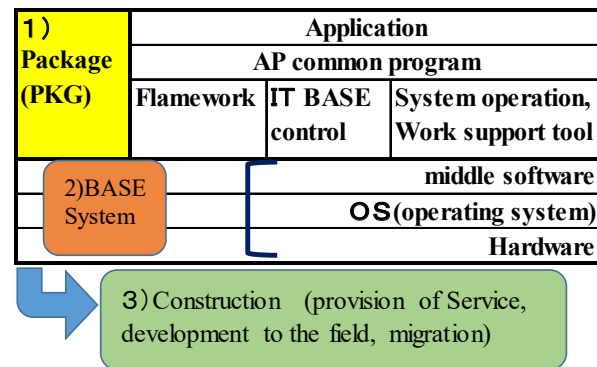 1)
Package
(PKG)
Application
AP common program
Flamework
IT BASE
control
System operation,
Work support tool
2)BASE
System
middle software
OS(operating system)
Hardware
3)Construction (provision of Service,
development to the field, migration)